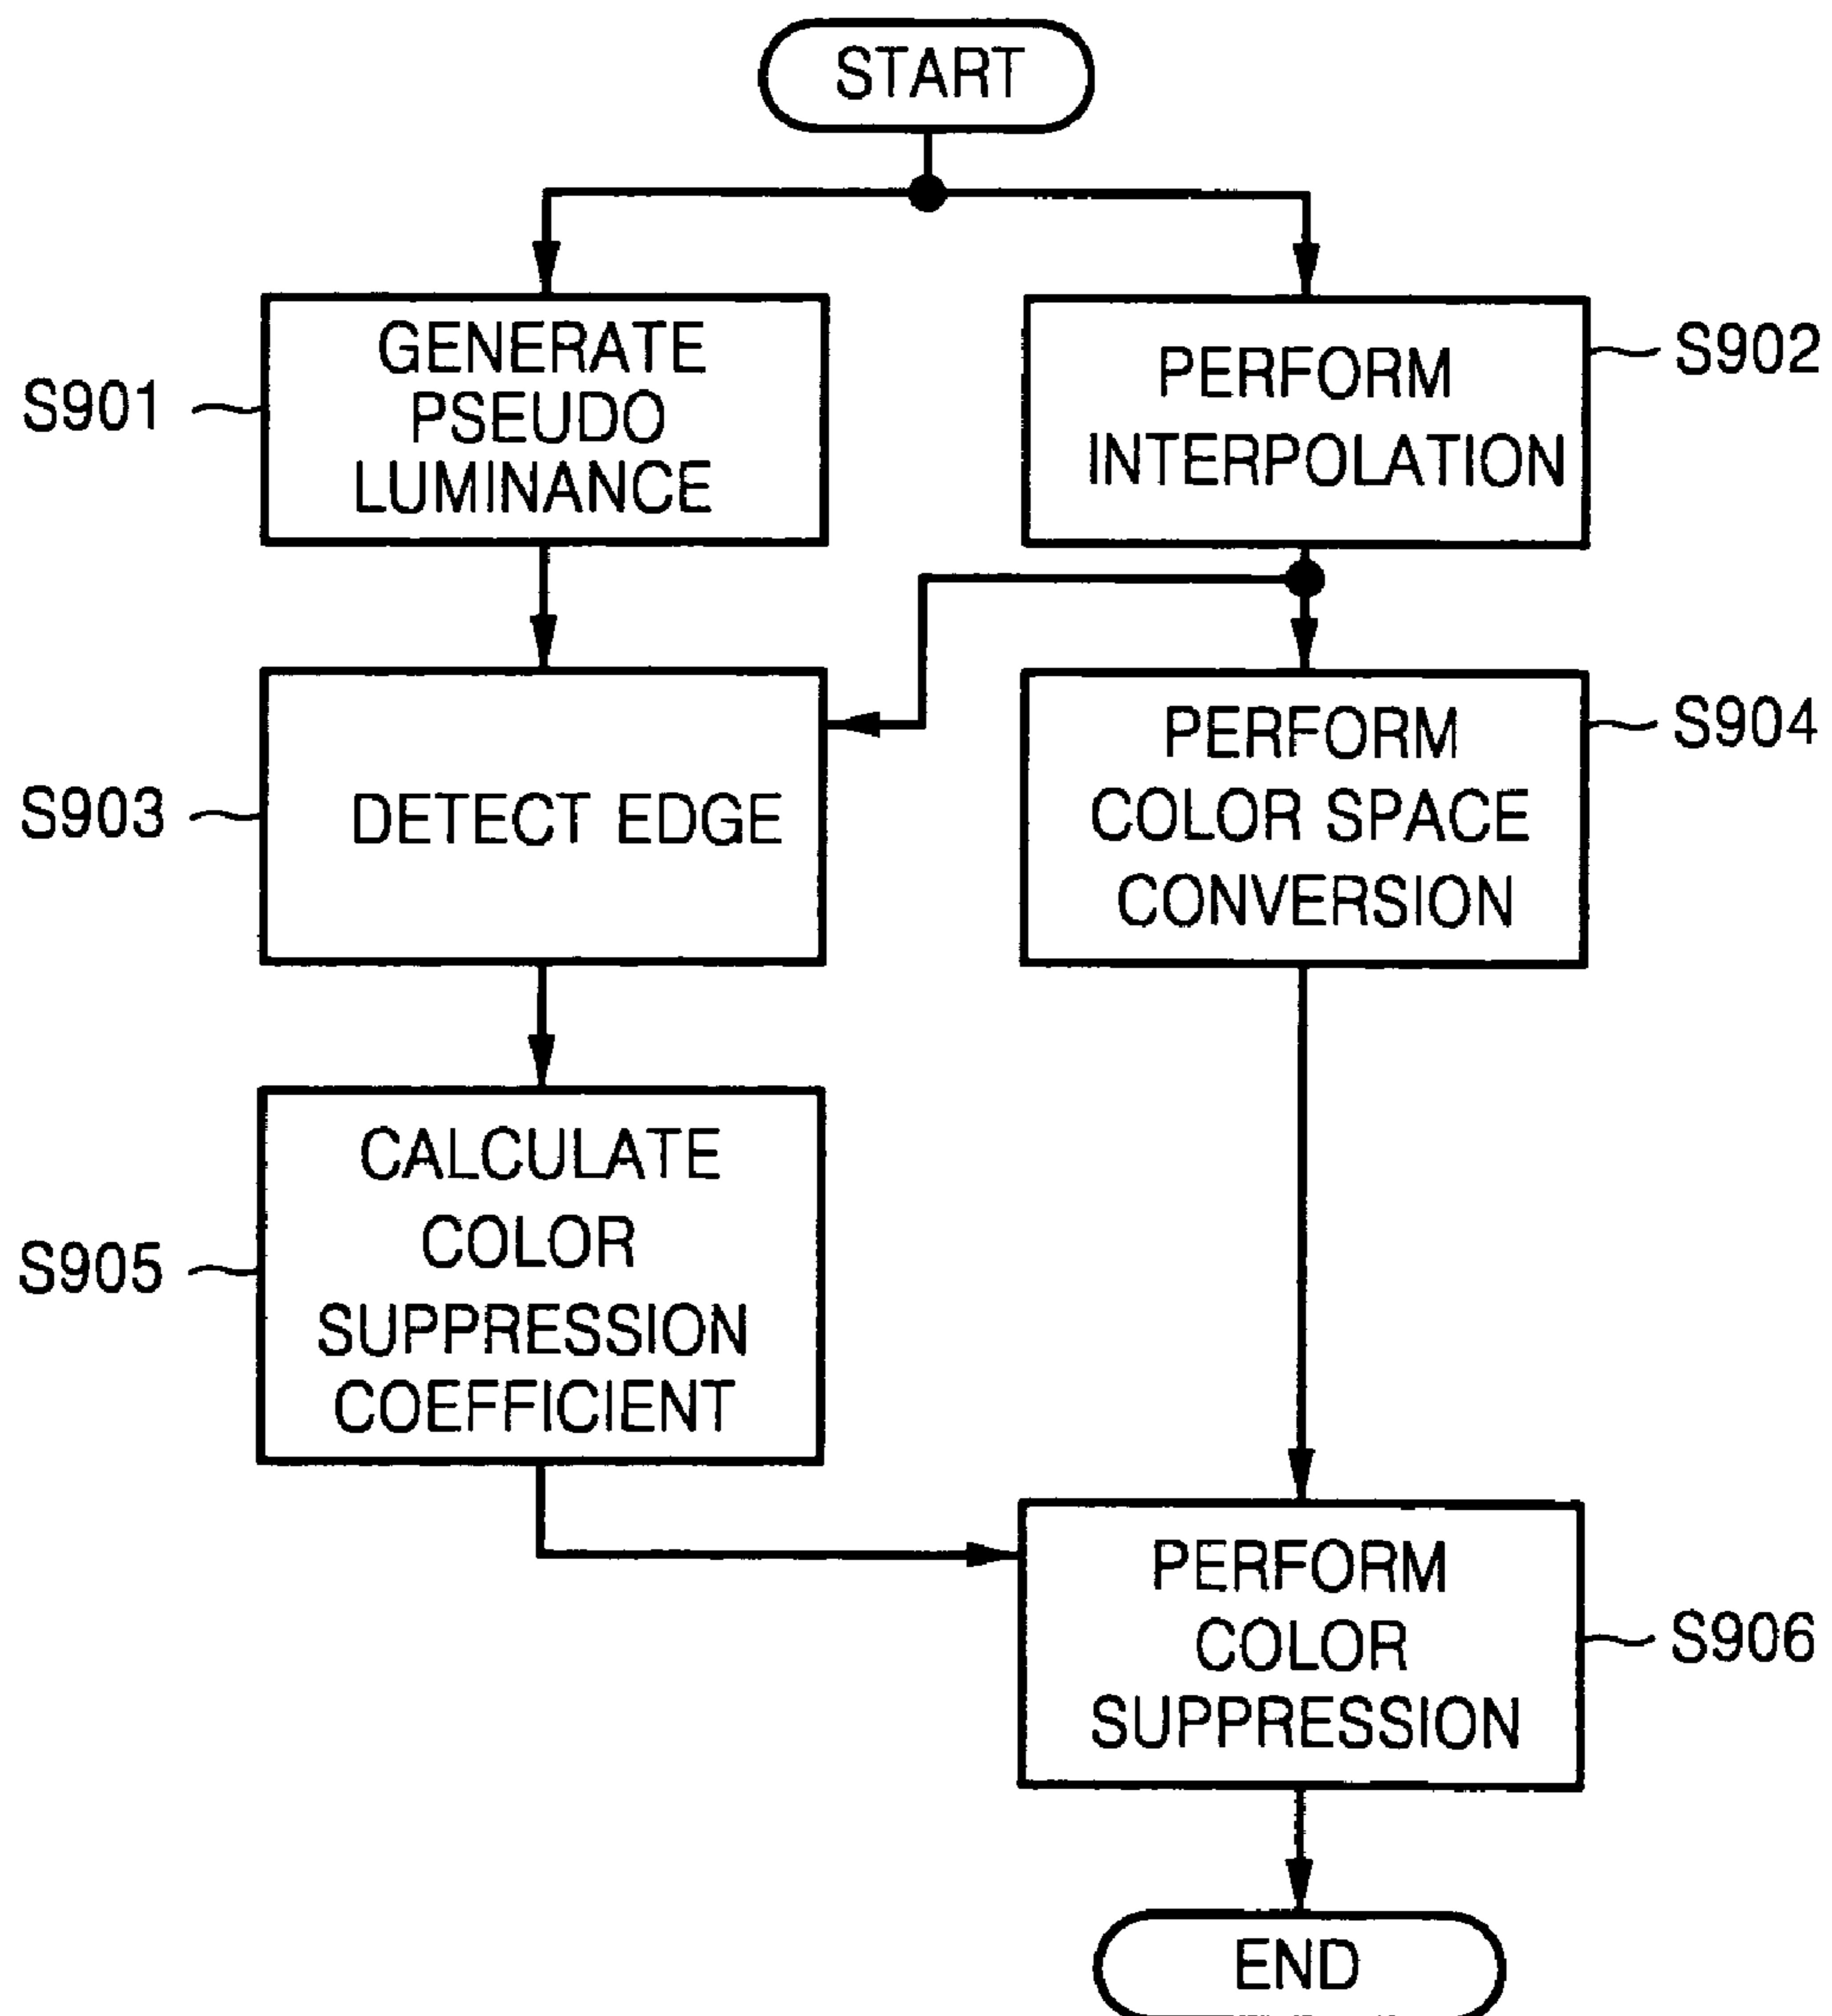 START
GENERATE
PSEUDO
LUMINANCE
S901
PERFORM
INTERPOLATION
S902
DETECT EDGE
S903
PERFORM
COLOR SPACE
CONVERSION
S904
CALCULATE
COLOR
SUPPRESSION
COEFFICIENT
S905
PERFORM
COLOR
SUPPRESSION
S906
END